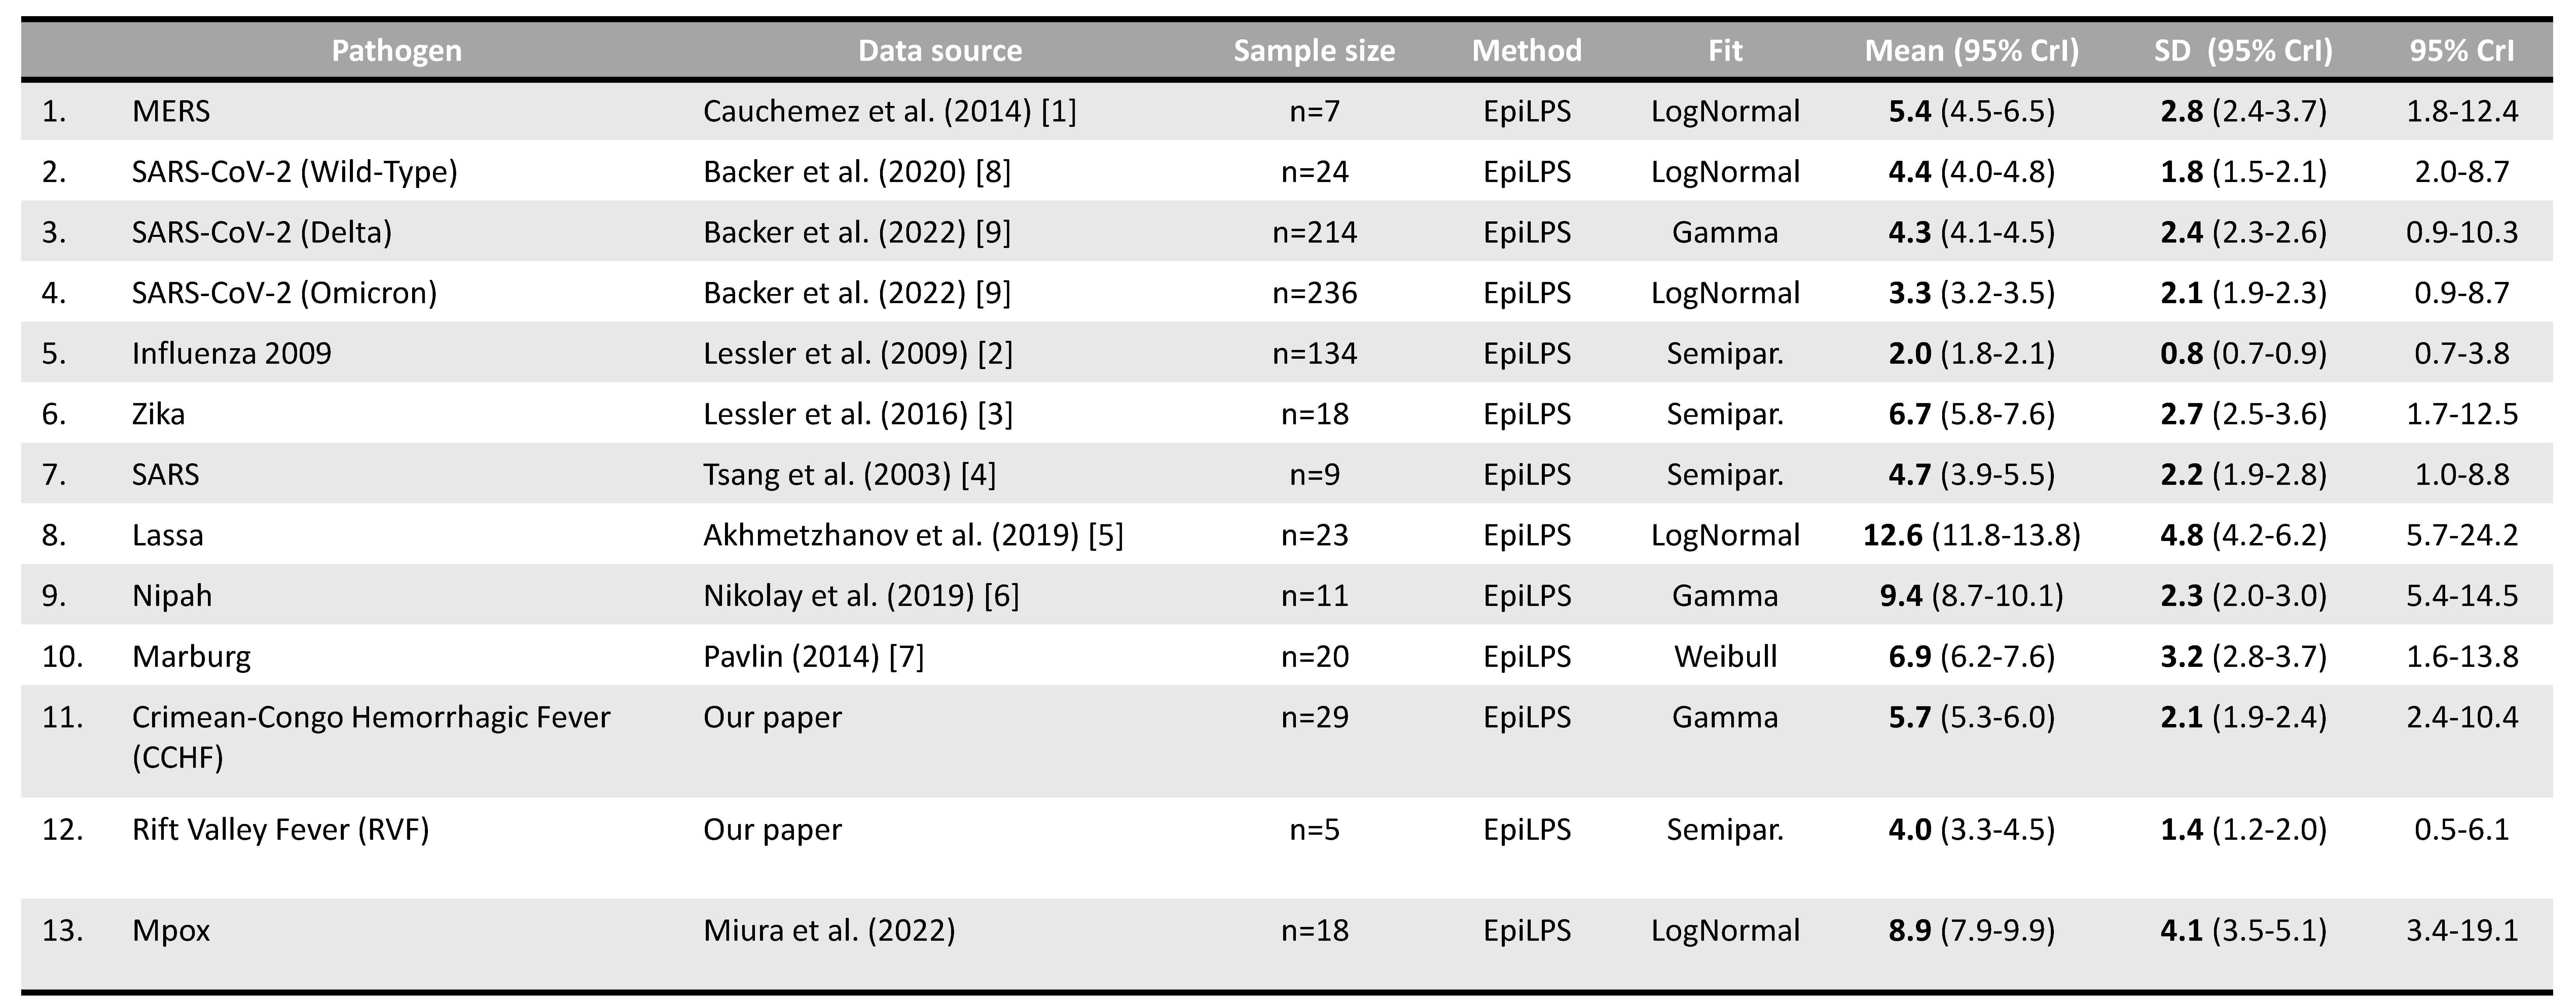 Pathogen Data source Sample size Method Fit Mean (95% CrI) SD (95% CrI) 95% CrI
1. MERS Cauchemez et al. (2014) [1] n=7 EpiLPS LogNormal 5.4 (4.5-6.5) 2.8 (2.4-3.7) 1.8-12.4
2. SARS-CoV-2 (Wild-Type) Backer et al. (2020) [8] n=24 EpiLPS LogNormal 4.4 (4.0-4.8) 1.8 (1.5-2.1) 2.0-8.7
3. SARS-CoV-2 (Delta) Backer et al. (2022) [9] n=214 EpiLPS Gamma 4.3 (4.1-4.5) 2.4 (2.3-2.6) 0.9-10.3
4. SARS-CoV-2 (Omicron) Backer et al. (2022) [9] n=236 EpiLPS LogNormal 3.3 (3.2-3.5) 2.1 (1.9-2.3) 0.9-8.7
5. Influenza 2009 Lessler et al. (2009) [2] n=134 EpiLPS Semipar. 2.0 (1.8-2.1) 0.8 (0.7-0.9) 0.7-3.8
6. Zika Lessler et al. (2016) [3] n=18 EpiLPS Semipar. 6.7 (5.8-7.6) 2.7 (2.5-3.6) 1.7-12.5
7. SARS Tsang et al. (2003) [4] n=9 EpiLPS Semipar. 4.7 (3.9-5.5) 2.2 (1.9-2.8) 1.0-8.8
8. Lassa Akhmetzhanov et al. (2019) [5] n=23 EpiLPS LogNormal 12.6 (11.8-13.8) 4.8 (4.2-6.2) 5.7-24.2
9. Nipah Nikolay et al. (2019) [6] n=11 EpiLPS Gamma 9.4 (8.7-10.1) 2.3 (2.0-3.0) 5.4-14.5
10. Marburg Pavlin (2014) [7] n=20 EpiLPS Weibull 6.9 (6.2-7.6) 3.2 (2.8-3.7) 1.6-13.8
11. Crimean-Congo Hemorrhagic Fever Our paper n=29 EpiLPS Gamma 5.7 (5.3-6.0) 2.1 (1.9-2.4) 2.4-10.4
(CCHF)
12. Rift Valley Fever (RVF) Our paper n=5 EpiLPS Semipar. 4.0 (3.3-4.5) 1.4 (1.2-2.0) 0.5-6.1
13. Mpox Miura et al. (2022) n=18 EpiLPS LogNormal 8.9 (7.9-9.9) 4.1 (3.5-5.1) 3.4-19.1